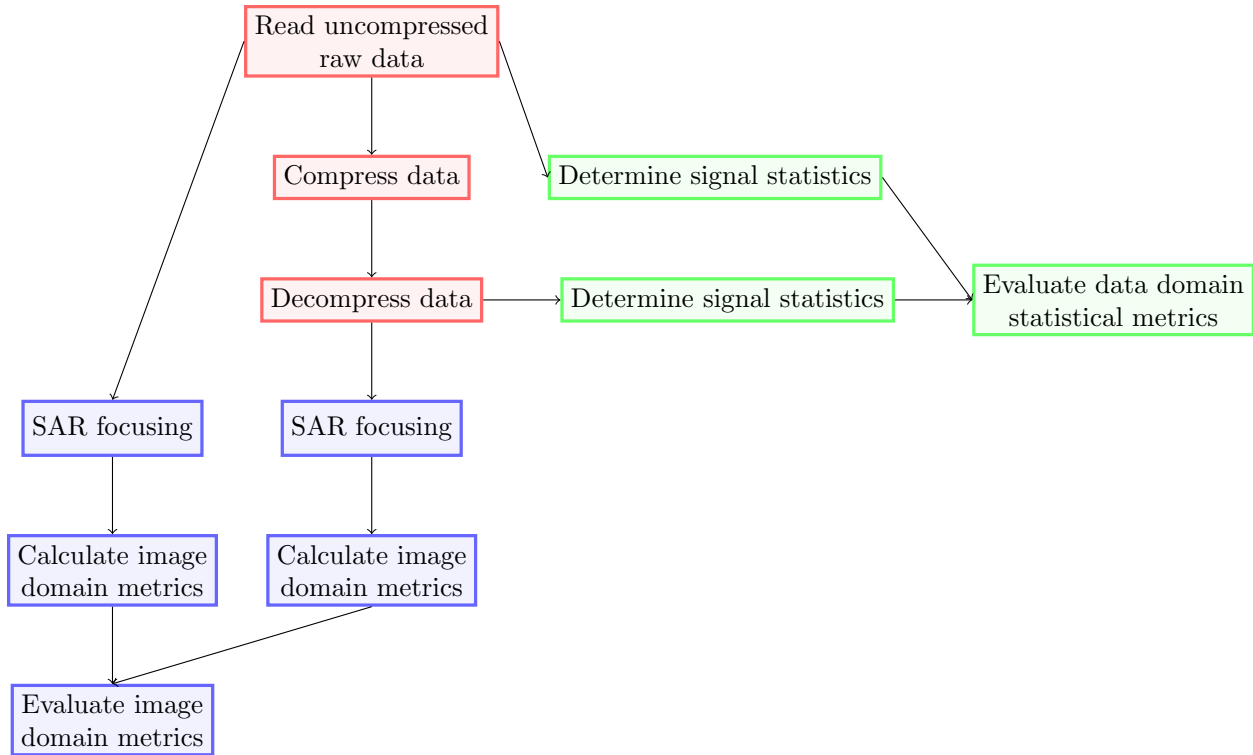 Read uncompressed
raw data
Compress data
Determine signal statistics
Decompress data
Determine signal statistics
Evaluate data domain
statistical metrics
SAR focusing
SAR focusing
Calculate image
domain metrics
Calculate image
domain metrics
Evaluate image
domain metrics